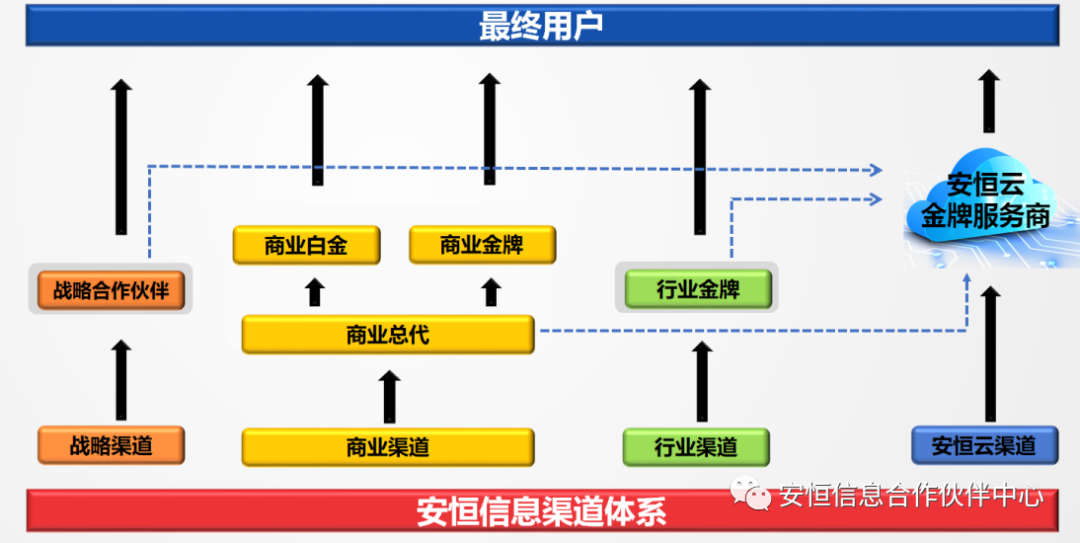 最终用户
安恒云
金牌服务商
商业白金
商业金牌
战略合作伙伴
行业金牌
商业总代
战略渠道
商业渠道
行业渠道
安恒云渠道
安恒信息合作伙伴中心
安恒信息渠道体系